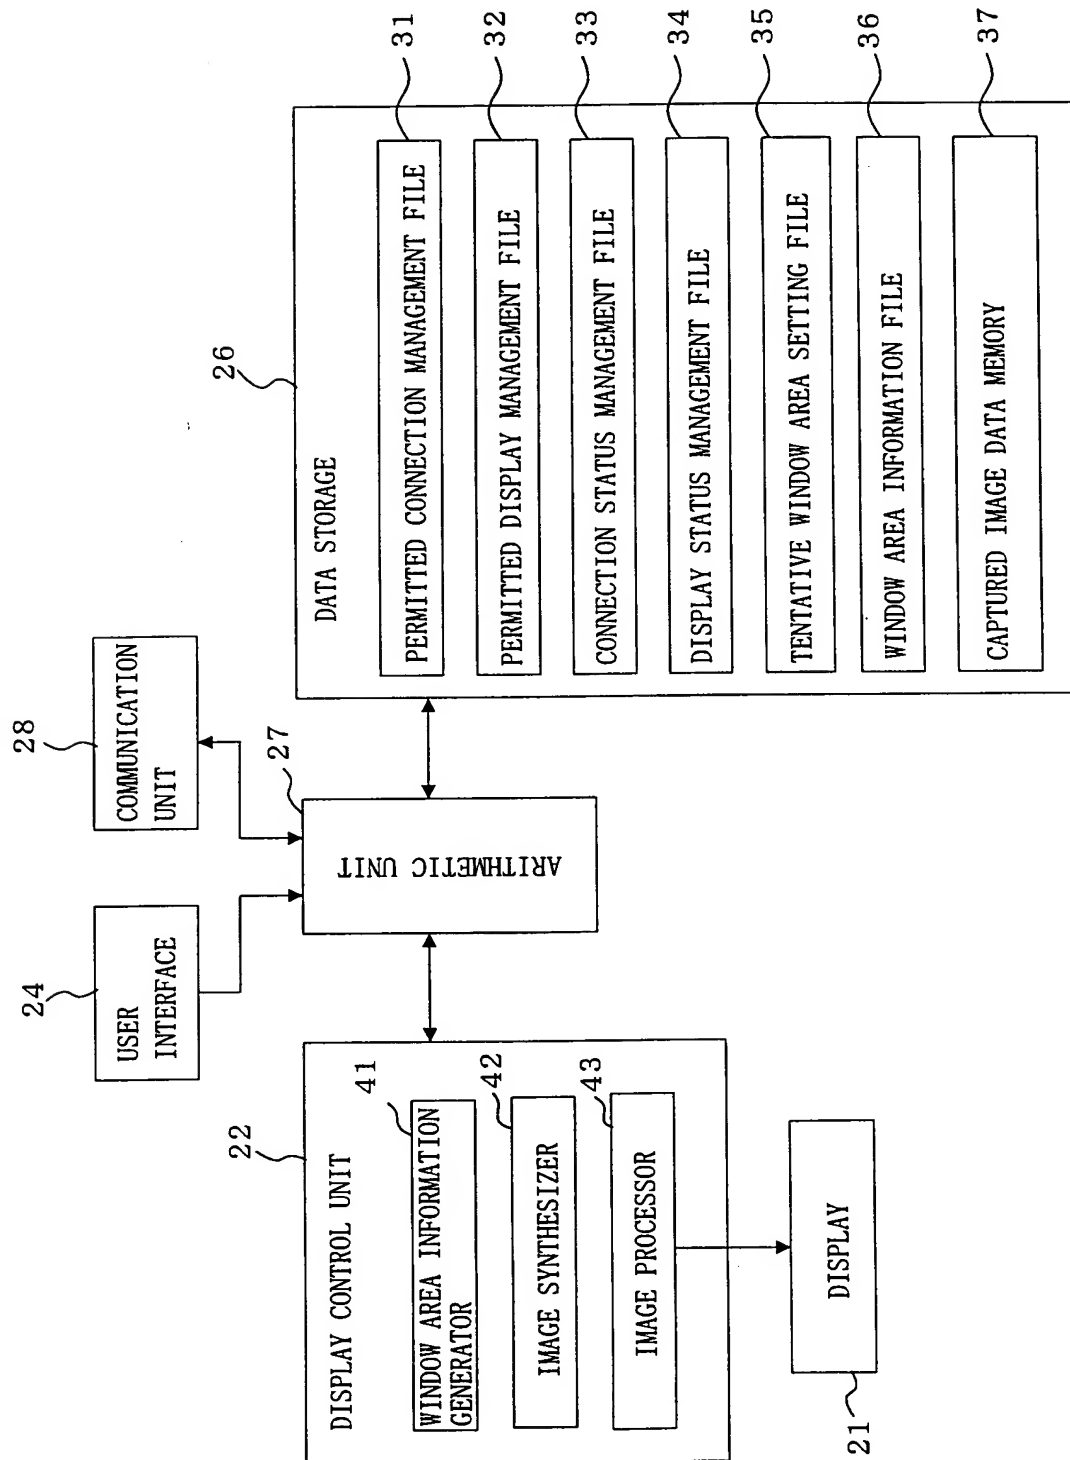 24
USER
INTERFACE
28
COMMUNICATION
UNIT
22
DISPLAY CONTROL UNIT
41
WINDOW AREA INFORMATION
GENERATOR
42
IMAGE SYNTHESIZER
43
IMAGE PROCESSOR
DISPLAY
21
27
ARITHMETIC UNIT
26
DATA STORAGE
PERMITTED CONNECTION MANAGEMENT FILE
31
PERMITTED DISPLAY MANAGEMENT FILE
32
CONNECTION STATUS MANAGEMENT FILE
33
DISPLAY STATUS MANAGEMENT FILE
34
TENTATIVE WINDOW AREA SETTING FILE
35
WINDOW AREA INFORMATION FILE
36
CAPTURED IMAGE DATA MEMORY
37